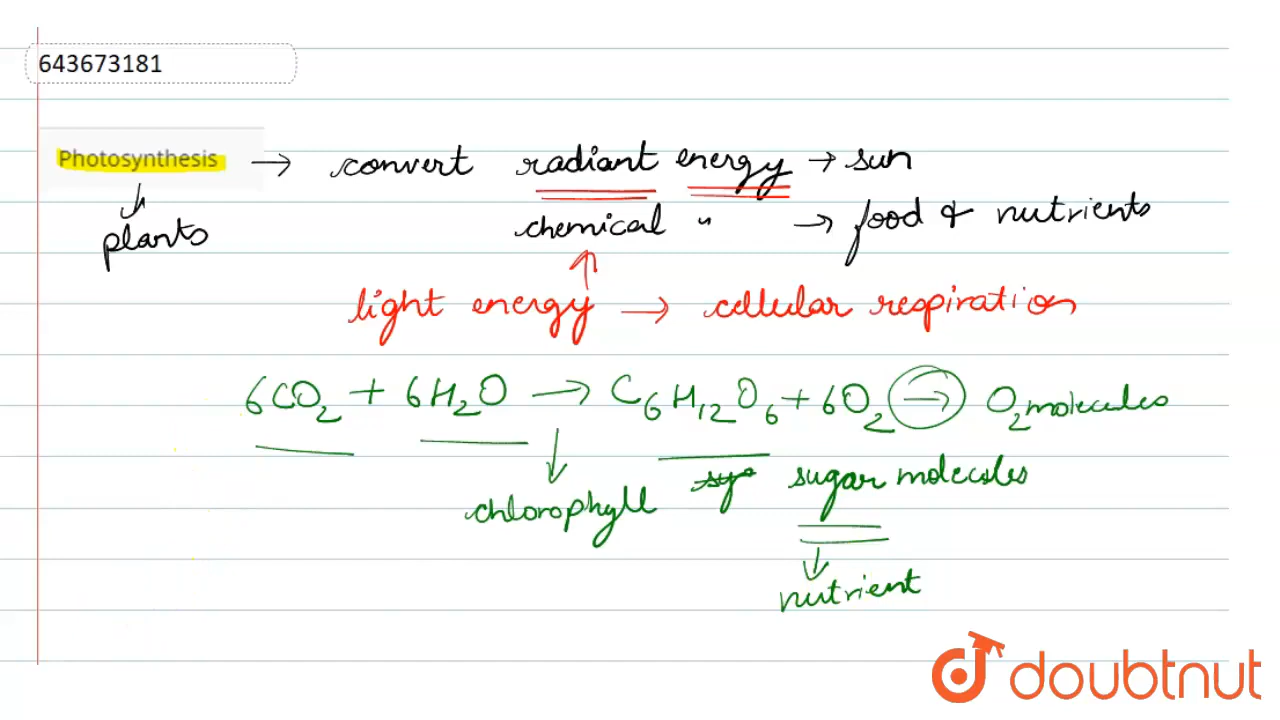 643673181
Photosynthesis → convert radiant energy → sun
plants
chemical " → food & nutrients
light energy → cellular respiration
6CO₂ + 6H₂O → C₆H₁₂O₆ + 6O₂ → O₂ molecules
chlorophyll sugar molecules
nutrient
doubtnut